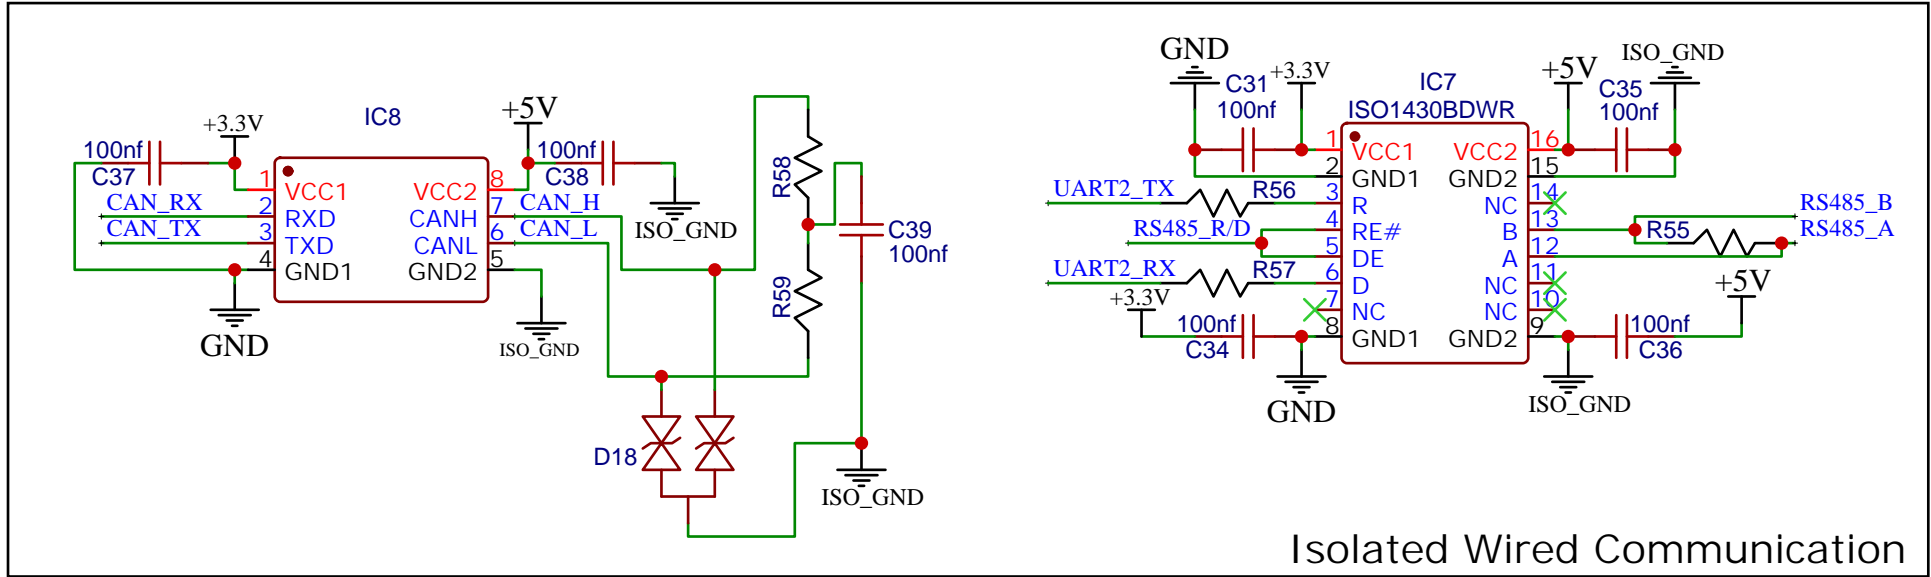 IC8
+3.3V
+5V
100nf
C37
100nf
C38
1
VCC1
VCC2
8
CAN_RX
2
RXD
CANH
7
CAN_H
CAN_TX
3
TXD
CANL
6
CAN_L
4
GND1
GND2
5
GND
ISO_GND
ISO_GND
R58
R59
C39
100nf
D18
ISO_GND
GND
C31
100nf
+3.3V
IC7
ISO1430BDWR
+5V
C35
100nf
ISO_GND
1
VCC1
VCC2
16
2
GND1
GND2
15
UART2_TX
R56
3
R
NC
14
RS485_R/D
4
RE#
B
13
RS485_B
R55
5
DE
A
12
RS485_A
UART2_RX
R57
6
D
NC
11
7
NC
NC
10
8
GND1
GND2
9
+3.3V
100nf
C34
GND
100nf
C36
+5V
ISO_GND
Isolated Wired Communication